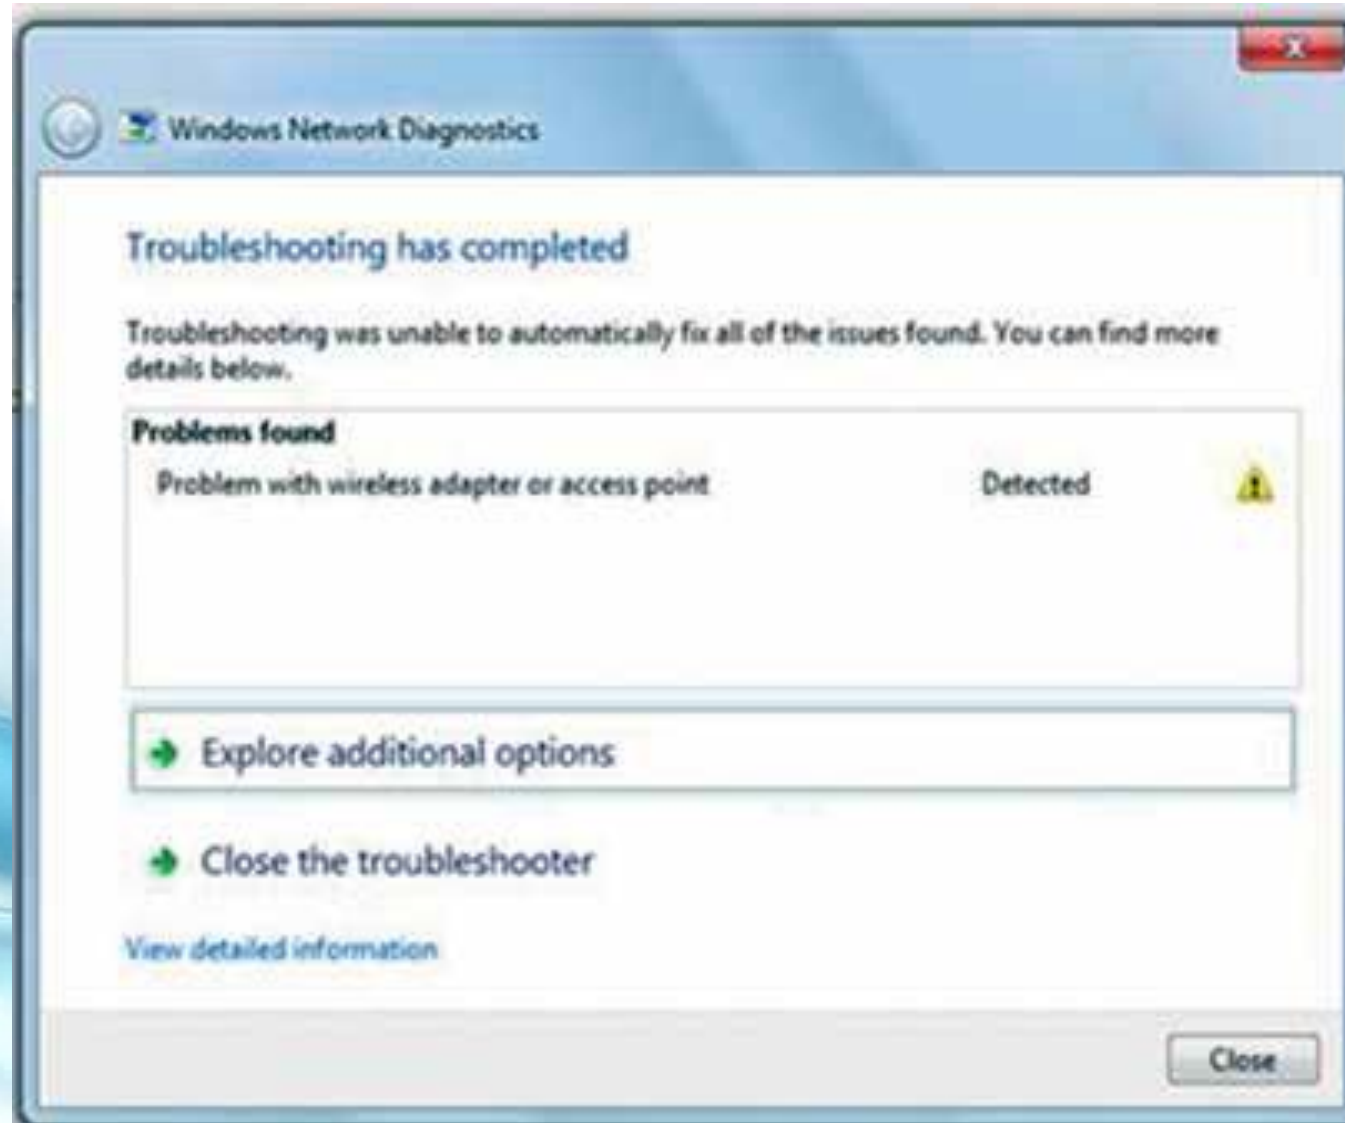 Windows Network Diagnostics
Troubleshooting has completed
Troubleshooting was unable to automatically fix all of the issues found. You can find more
details below.
Problems found
Problem with wireless adapter or access point Detected
Explore additional options
Close the troubleshooter
View detailed information
Close